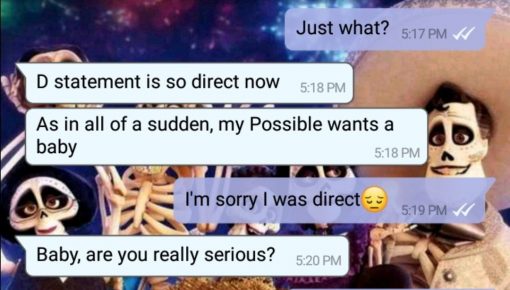 Just what? 5:17 PM
D statement is so direct now 5:18 PM
As in all of a sudden, my Possible wants a
baby 5:18 PM
I'm sorry I was direct😔 5:19 PM
Baby, are you really serious? 5:20 PM